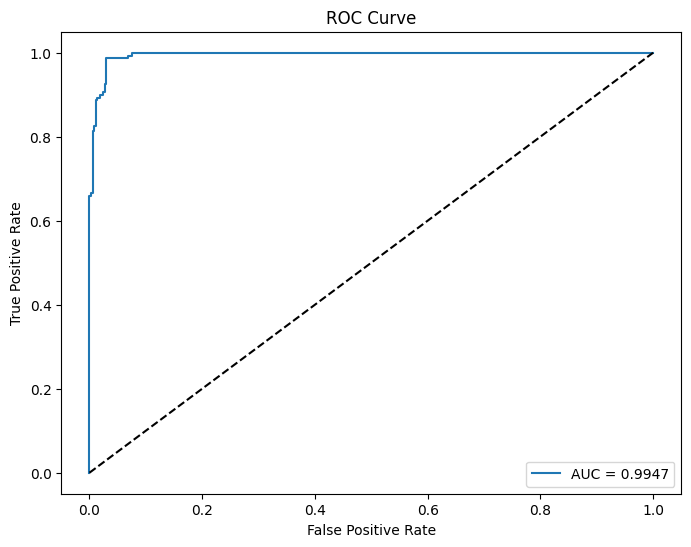 ROC Curve
True Positive Rate
1.0
0.8
0.6
0.4
0.2
0.0
0.0 0.2 0.4 0.6 0.8 1.0
False Positive Rate
AUC = 0.9947